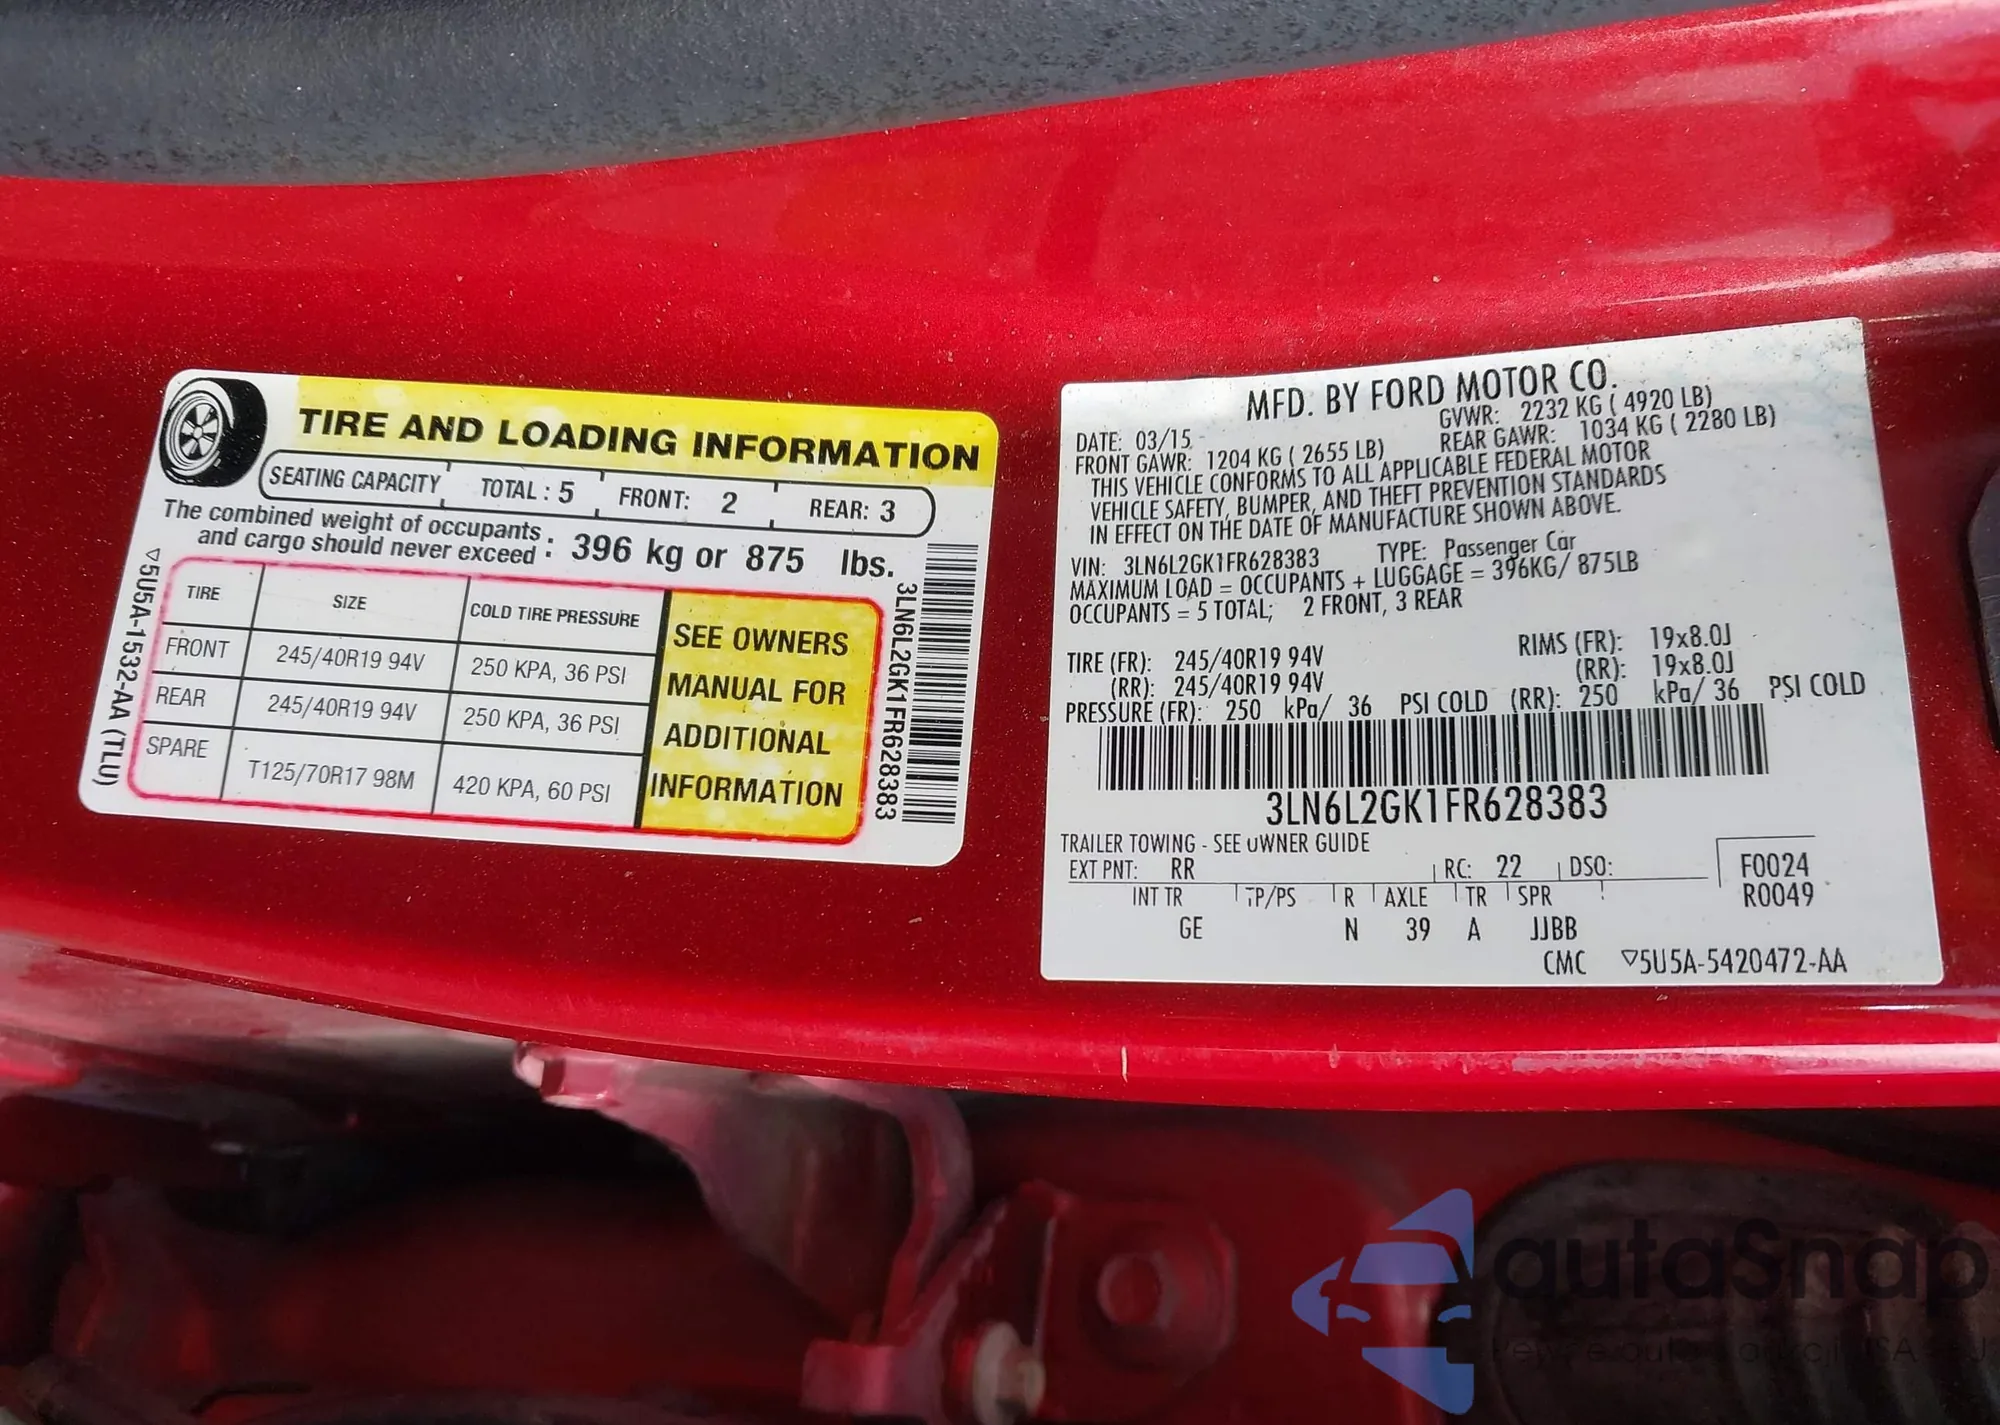 TIRE AND LOADING INFORMATION
SEATING CAPACITY TOTAL : 5 FRONT: 2 REAR: 3
The combined weight of occupants
and cargo should never exceed : 396 kg or 875 lbs.
TIRE SIZE COLD TIRE PRESSURE
FRONT 245/40R19 94V 250 KPA, 36 PSI
REAR 245/40R19 94V 250 KPA, 36 PSI
SPARE T125/70R17 98M 420 KPA, 60 PSI
SEE OWNERS
MANUAL FOR
ADDITIONAL
INFORMATION
▽5U5A-1532-AA (TLU)
3LN6L2GK1FR628383
MFD. BY FORD MOTOR CO.
DATE: 03/15 GVWR: 2232 KG ( 4920 LB)
FRONT GAWR: 1204 KG ( 2655 LB) REAR GAWR: 1034 KG ( 2280 LB)
THIS VEHICLE CONFORMS TO ALL APPLICABLE FEDERAL MOTOR
VEHICLE SAFETY, BUMPER, AND THEFT PREVENTION STANDARDS
IN EFFECT ON THE DATE OF MANUFACTURE SHOWN ABOVE.
VIN: 3LN6L2GK1FR628383 TYPE: Passenger Car
MAXIMUM LOAD = OCCUPANTS + LUGGAGE = 396KG/ 875LB
OCCUPANTS = 5 TOTAL; 2 FRONT, 3 REAR
TIRE (FR): 245/40R19 94V RIMS (FR): 19x8.0J
(RR): 245/40R19 94V (RR): 19x8.0J
PRESSURE (FR): 250 kPa/ 36 PSI COLD (RR): 250 kPa/ 36 PSI COLD
3LN6L2GK1FR628383
TRAILER TOWING - SEE OWNER GUIDE
EXT PNT: RR RC: 22 DSO: F0024
R0049
INT TR TP/PS R AXLE TR SPR
GE N 39 A JJBB
CMC ▽5U5A-5420472-AA
autaSnap